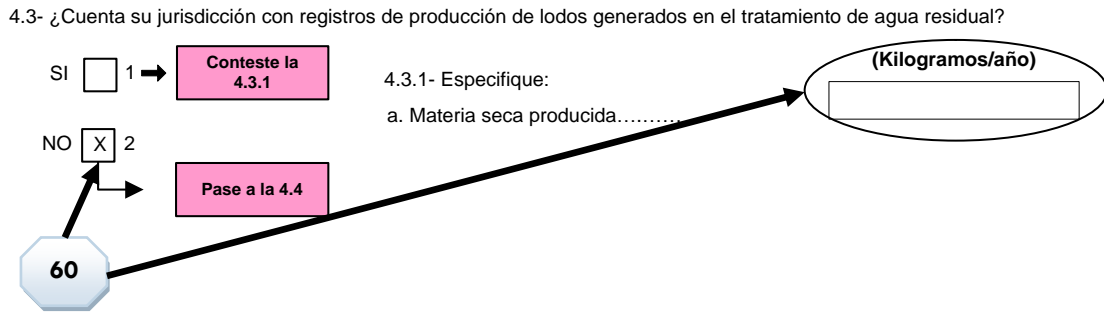 4.3- ¿Cuenta su jurisdicción con registros de producción de lodos generados en el tratamiento de agua residual?
SI 1
Conteste la
4.3.1
4.3.1- Especifique:
a. Materia seca producida……….
(Kilogramos/año)
NO X 2
Pase a la 4.4
60